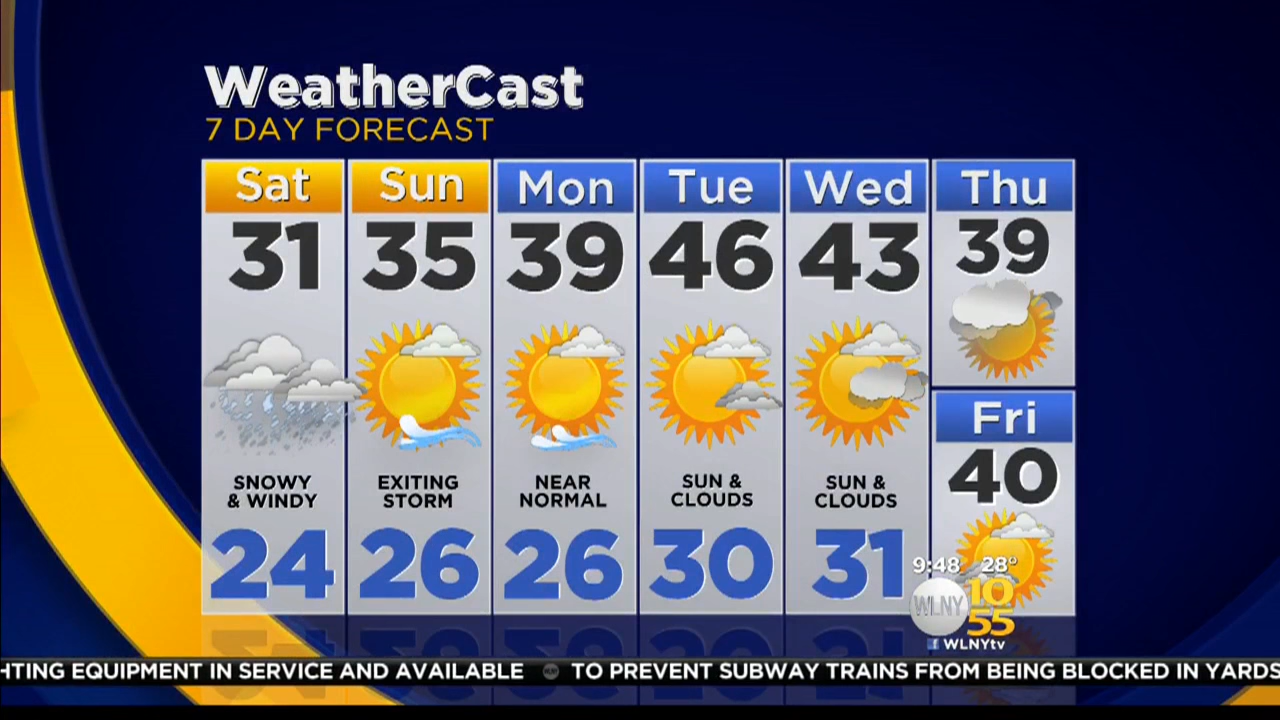 WeatherCast
7 DAY FORECAST
Sat
31
SNOWY
& WINDY
24
Sun
35
EXITING
STORM
26
Mon
39
NEAR
NORMAL
26
Tue
46
SUN &
CLOUDS
30
Wed
43
SUN &
CLOUDS
31
Thu
39
Fri
40
9:48 28°
WLNY 10
55
f WLNYtv
HTING EQUIPMENT IN SERVICE AND AVAILABLE TO PREVENT SUBWAY TRAINS FROM BEING BLOCKED IN YARDS